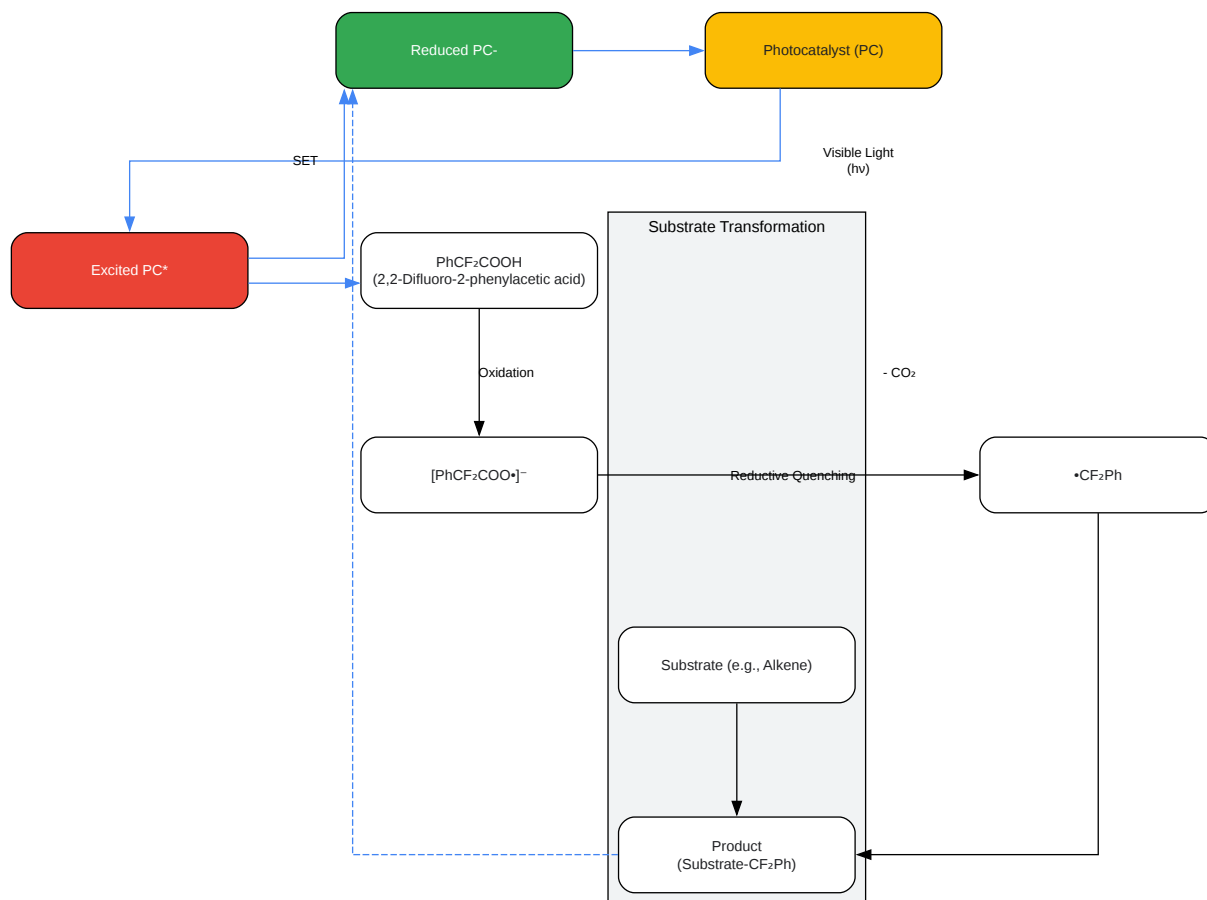 Reduced PC-
Photocatalyst (PC)
Visible Light
(hν)
SET
Substrate Transformation
Excited PC*
PhCF₂COOH
(2,2-Difluoro-2-phenylacetic acid)
Oxidation
- CO₂
[PhCF₂COO•]⁻
Reductive Quenching
•CF₂Ph
Substrate (e.g., Alkene)
Product
(Substrate-CF₂Ph)